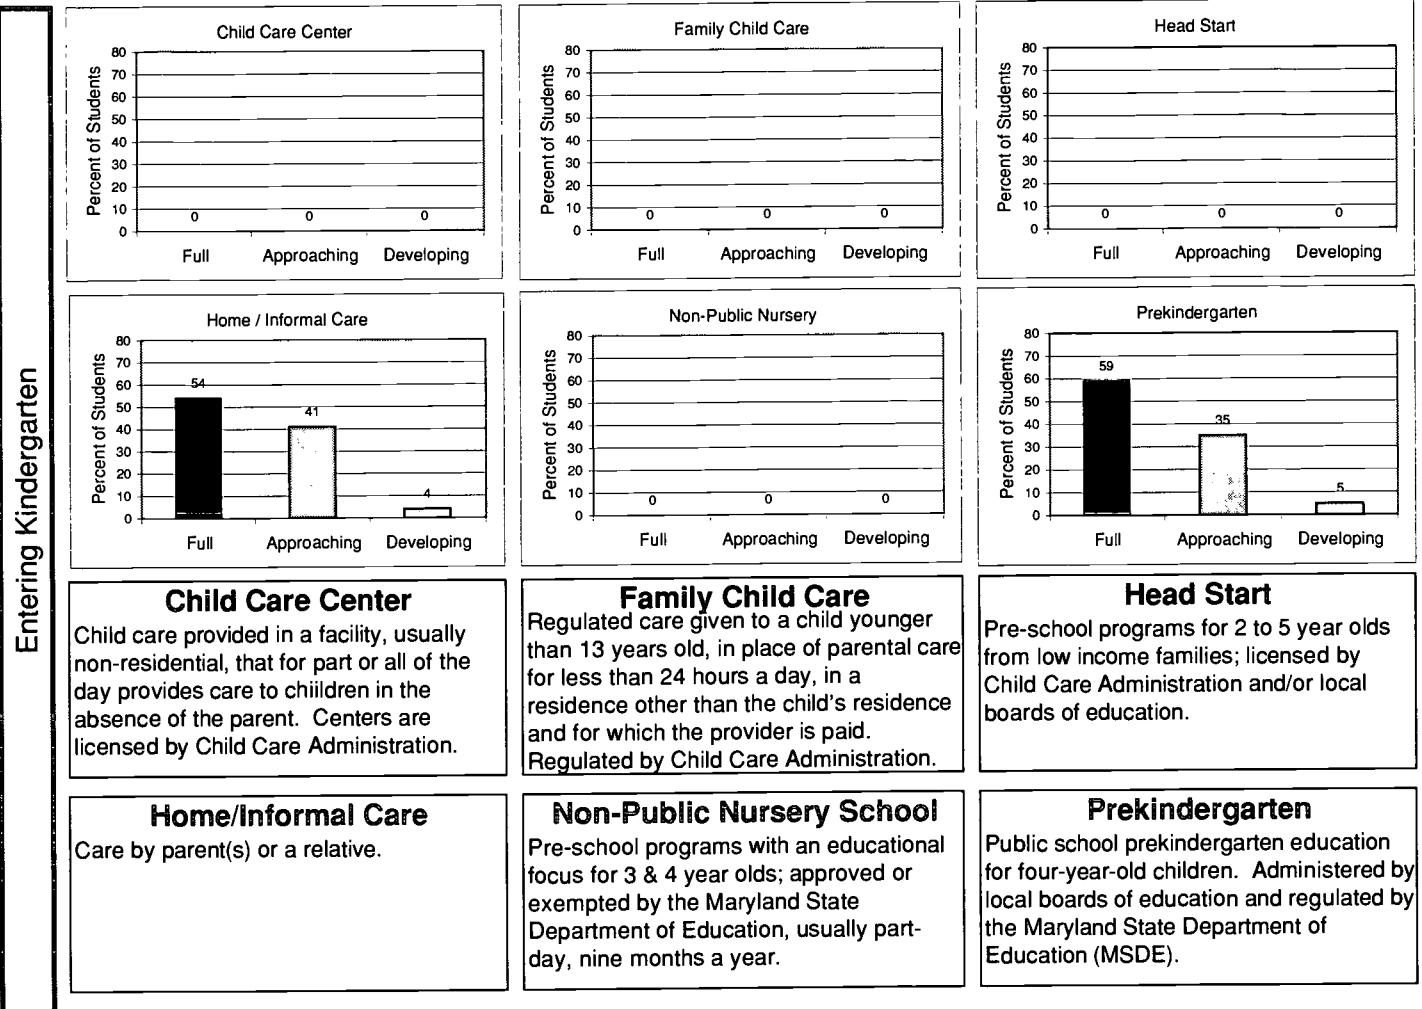 Entering Kindergarten
Child Care Center
Percent of Students
80
70
60
50
40
30
20
10
0
0 0 0
Full Approaching Developing
Family Child Care
Percent of Students
80
70
60
50
40
30
20
10
0
0 0 0
Full Approaching Developing
Head Start
Percent of Students
80
70
60
50
40
30
20
10
0
0 0 0
Full Approaching Developing
Home / Informal Care
Percent of Students
80
70
60
50
40
30
20
10
0
54 41 4
Full Approaching Developing
Non-Public Nursery
Percent of Students
80
70
60
50
40
30
20
10
0
0 0 0
Full Approaching Developing
Prekindergarten
Percent of Students
80
70
60
50
40
30
20
10
0
59 35 5
Full Approaching Developing
Child Care Center
Child care provided in a facility, usually
non-residential, that for part or all of the
day provides care to chiildren in the
absence of the parent. Centers are
licensed by Child Care Administration.
Family Child Care
Regulated care given to a child younger
than 13 years old, in place of parental care
for less than 24 hours a day, in a
residence other than the child's residence
and for which the provider is paid.
Regulated by Child Care Administration.
Head Start
Pre-school programs for 2 to 5 year olds
from low income families; licensed by
Child Care Administration and/or local
boards of education.
Home/Informal Care
Care by parent(s) or a relative.
Non-Public Nursery School
Pre-school programs with an educational
focus for 3 & 4 year olds; approved or
exempted by the Maryland State
Department of Education, usually part-
day, nine months a year.
Prekindergarten
Public school prekindergarten education
for four-year-old children. Administered by
local boards of education and regulated by
the Maryland State Department of
Education (MSDE).